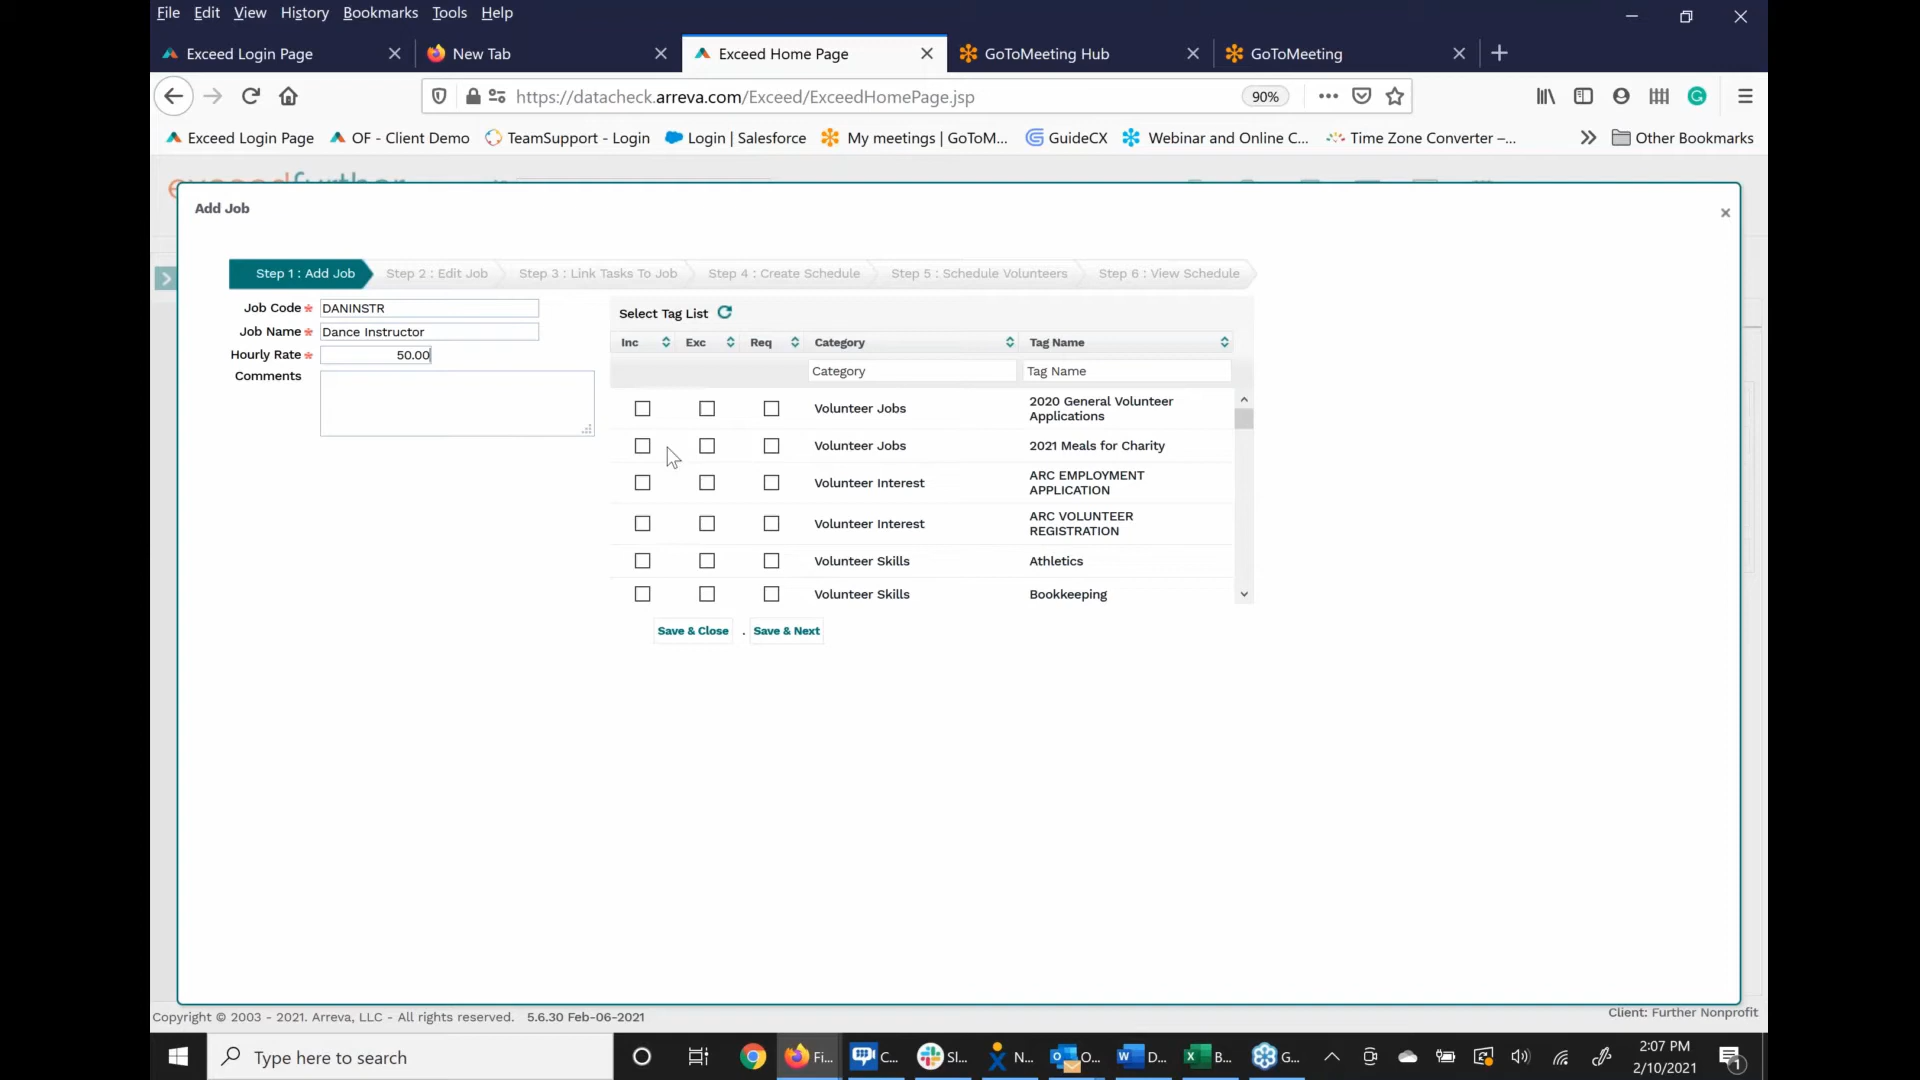 File Edit View History Bookmarks Tools Help
Exceed Login Page New Tab Exceed Home Page GoToMeeting Hub GoToMeeting
https://datacheck.arreva.com/Exceed/ExceedHomePage.jsp 90%
Exceed Login Page OF - Client Demo TeamSupport - Login Login | Salesforce My meetings | GoToM... GuideCX Webinar and Online C... Time Zone Converter –... Other Bookmarks
Add Job
Step 1 : Add Job Step 2 : Edit Job Step 3 : Link Tasks To Job Step 4 : Create Schedule Step 5 : Schedule Volunteers Step 6 : View Schedule
Job Code * DANINSTR
Job Name * Dance Instructor
Hourly Rate * 50.00
Comments
Select Tag List
Inc Exc Req Category Tag Name
Category Tag Name
Volunteer Jobs 2020 General Volunteer
Applications
Volunteer Jobs 2021 Meals for Charity
Volunteer Interest ARC EMPLOYMENT
APPLICATION
Volunteer Interest ARC VOLUNTEER
REGISTRATION
Volunteer Skills Athletics
Volunteer Skills Bookkeeping
Save & Close . Save & Next
Copyright © 2003 - 2021. Arreva, LLC - All rights reserved. 5.6.30 Feb-06-2021
Client: Further Nonprofit
Type here to search Fi... C... Sl... N... O... D... B... G...
2:07 PM
2/10/2021
1